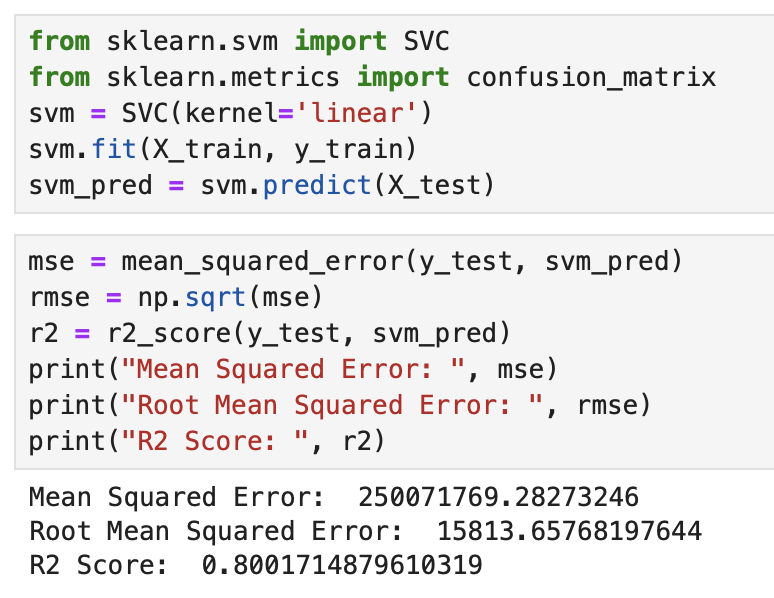 from sklearn.svm import SVC
from sklearn.metrics import confusion_matrix
svm = SVC(kernel='linear')
svm.fit(X_train, y_train)
svm_pred = svm.predict(X_test)
mse = mean_squared_error(y_test, svm_pred)
rmse = np.sqrt(mse)
r2 = r2_score(y_test, svm_pred)
print("Mean Squared Error: ", mse)
print("Root Mean Squared Error: ", rmse)
print("R2 Score: ", r2)
Mean Squared Error:  250071769.28273246
Root Mean Squared Error:  15813.65768197644
R2 Score:  0.8001714879610319